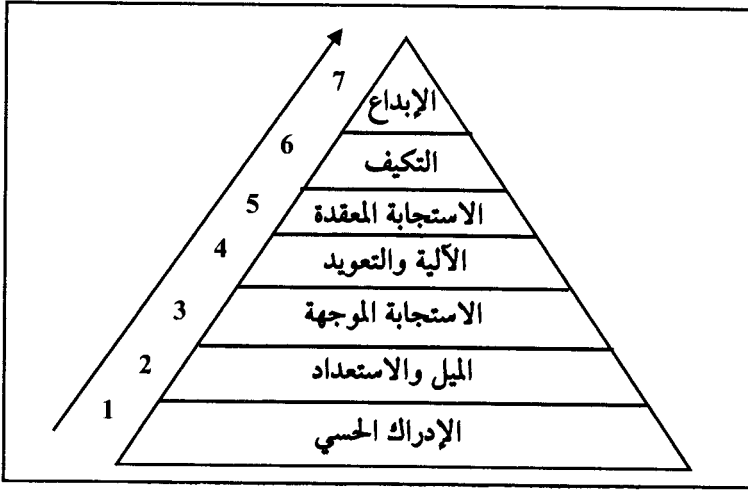 7
الإبداع
6
التكيف
5
الاستجابة المعقدة
4
الآلية والتعويد
3
الاستجابة الموجهة
2
الميل والاستعداد
1
الإدراك الحسي